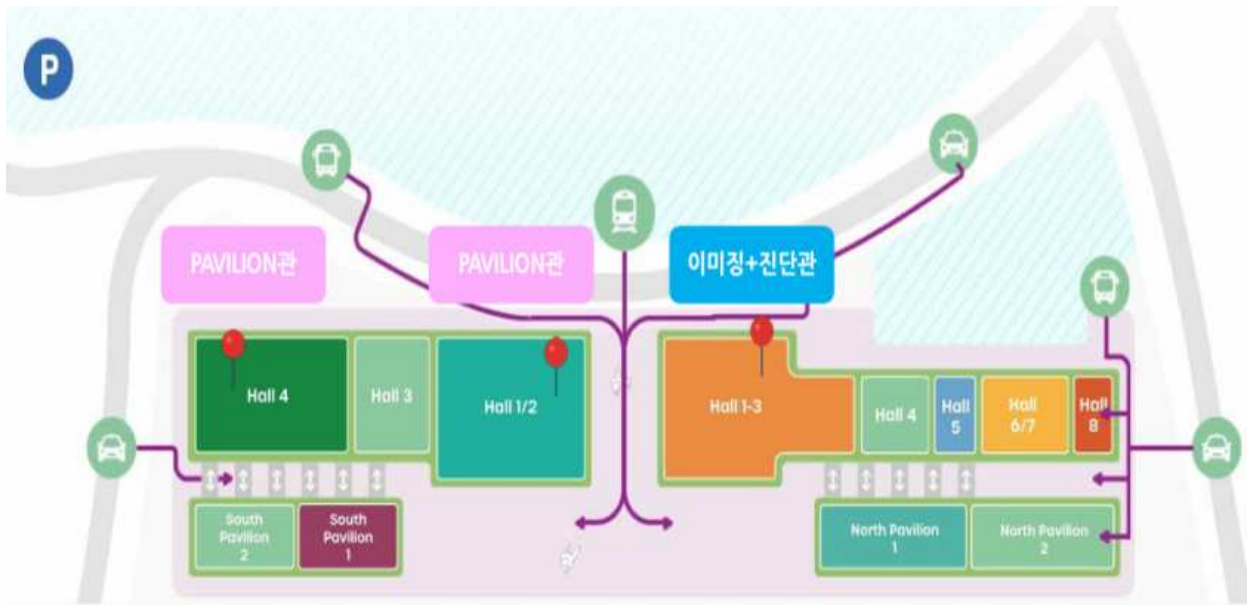 P
PAVILION관
PAVILION관
이미징+진단관
Hall 4
Hall 3
Hall 1/2
Hall 1-3
Hall 4
Hall
5
Hall
6/7
Hall
8
South
Pavilion
2
South
Pavilion
1
North Pavilion
1
North Pavilion
2